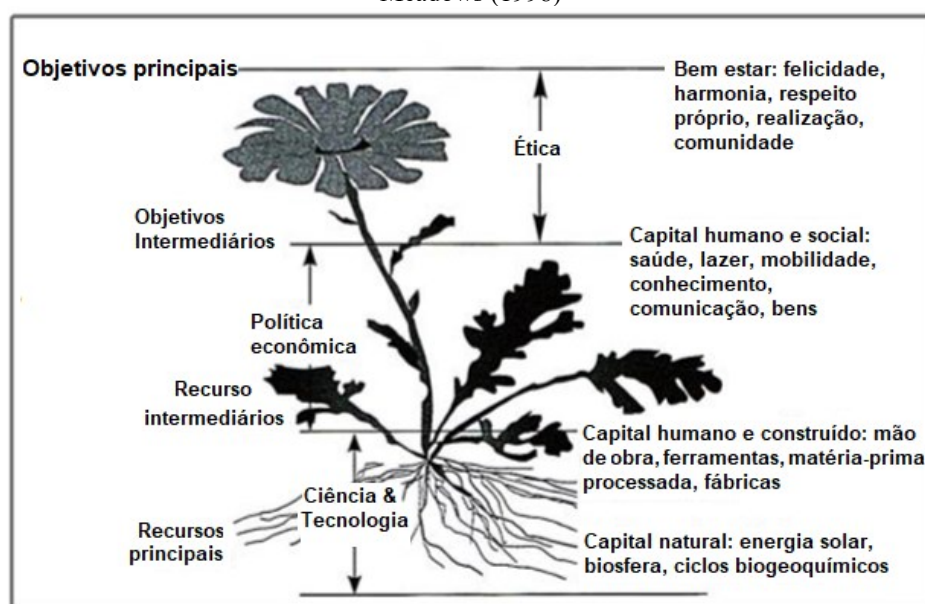 Meadows (1998)
Objetivos principais
Bem estar: felicidade,
harmonia, respeito
próprio, realização,
comunidade
Ética
Objetivos
Intermediários
Capital humano e social:
saúde, lazer, mobilidade,
conhecimento,
comunicação, bens
Política
econômica
Recurso
intermediários
Capital humano e construído: mão
de obra, ferramentas, matéria-prima
processada, fábricas
Ciência &
Tecnologia
Recursos
principais
Capital natural: energia solar,
biosfera, ciclos biogeoquímicos